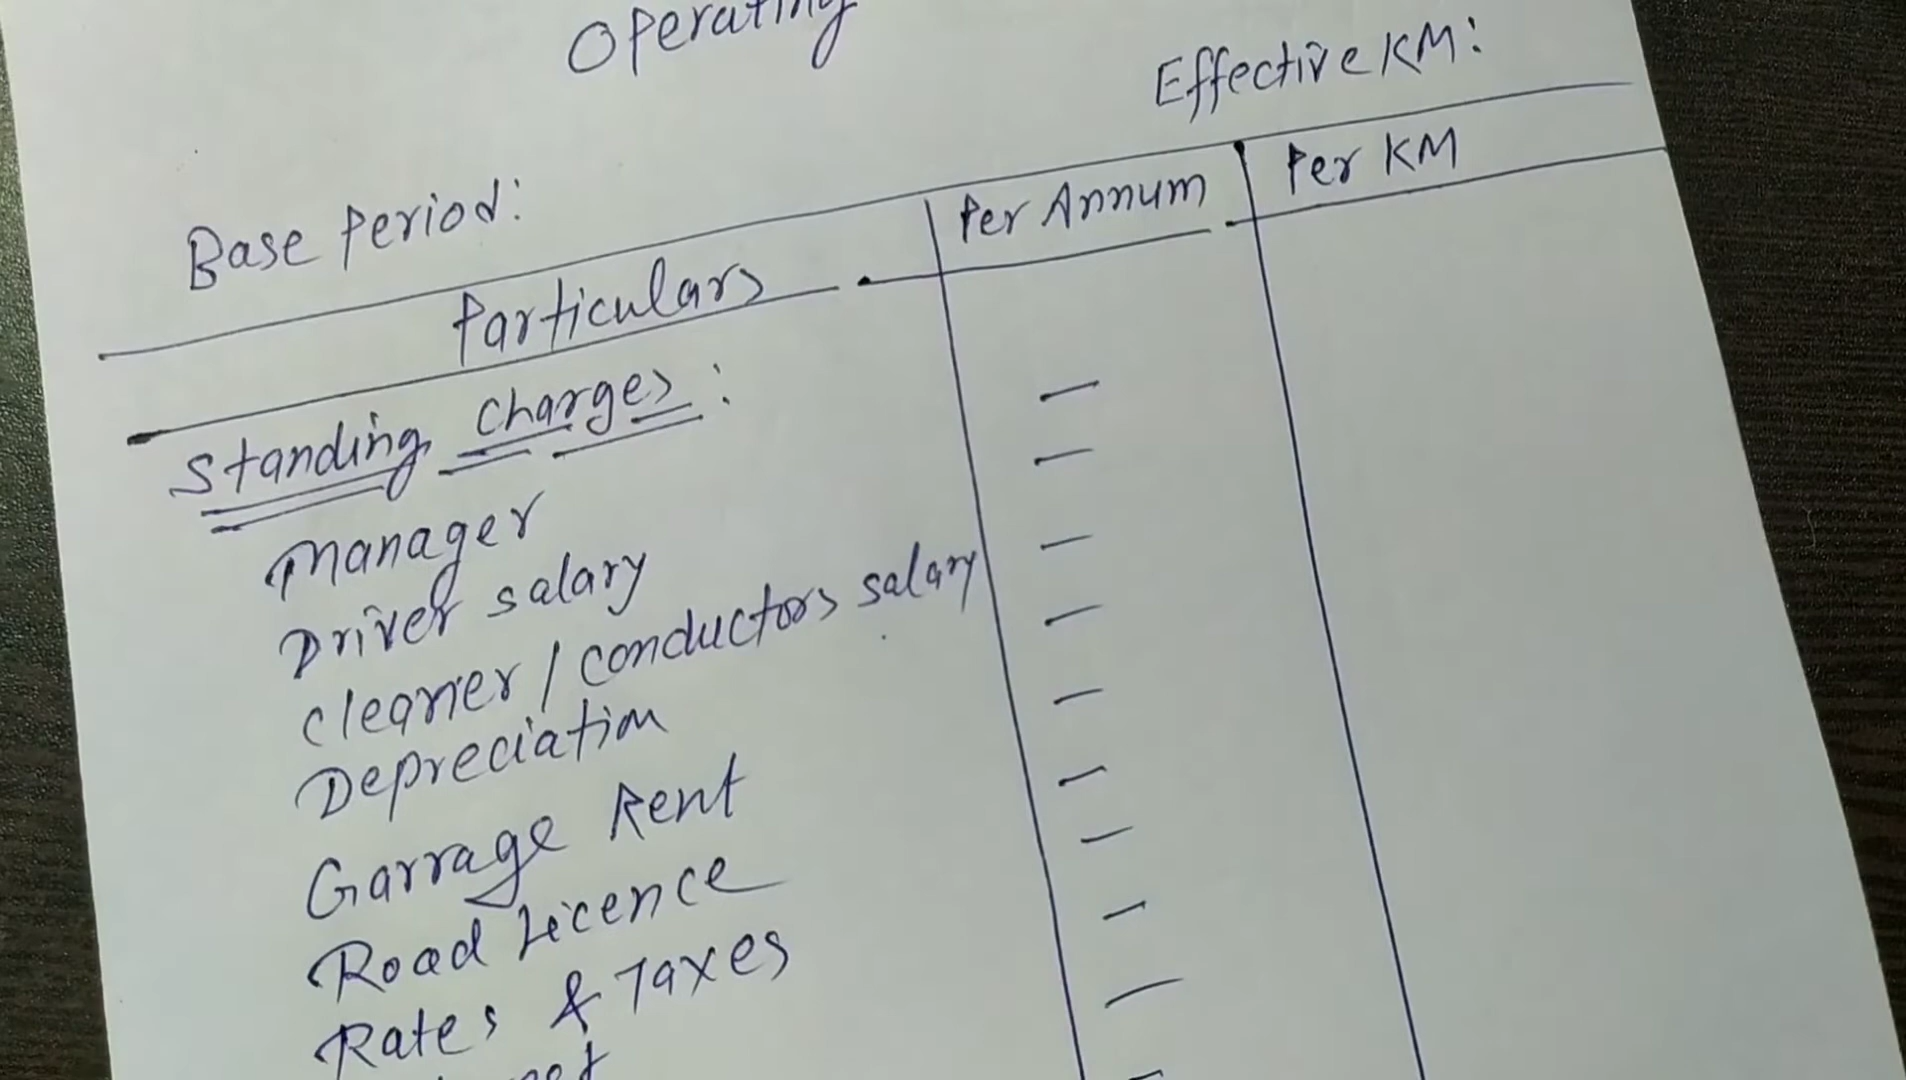 Operating
Effective KM:
Base Period:
Particulars
Per Annum
Per KM
Standing Charges:
Manager
Driver salary
cleaner / conductors salary
Depreciation
Garrage Rent
Road Licence
Rates & Taxes